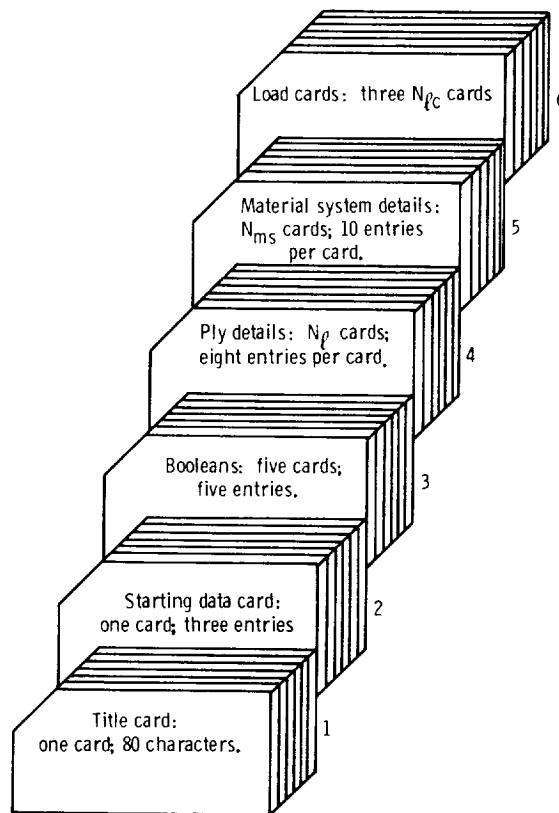 Load cards: three N_ℓc cards
Material system details:
N_ms cards; 10 entries
per card.
5
Ply details: N_ℓ cards;
eight entries per card.
4
Booleans: five cards;
five entries.
3
Starting data card:
one card; three entries
2
Title card:
one card; 80 characters.
1